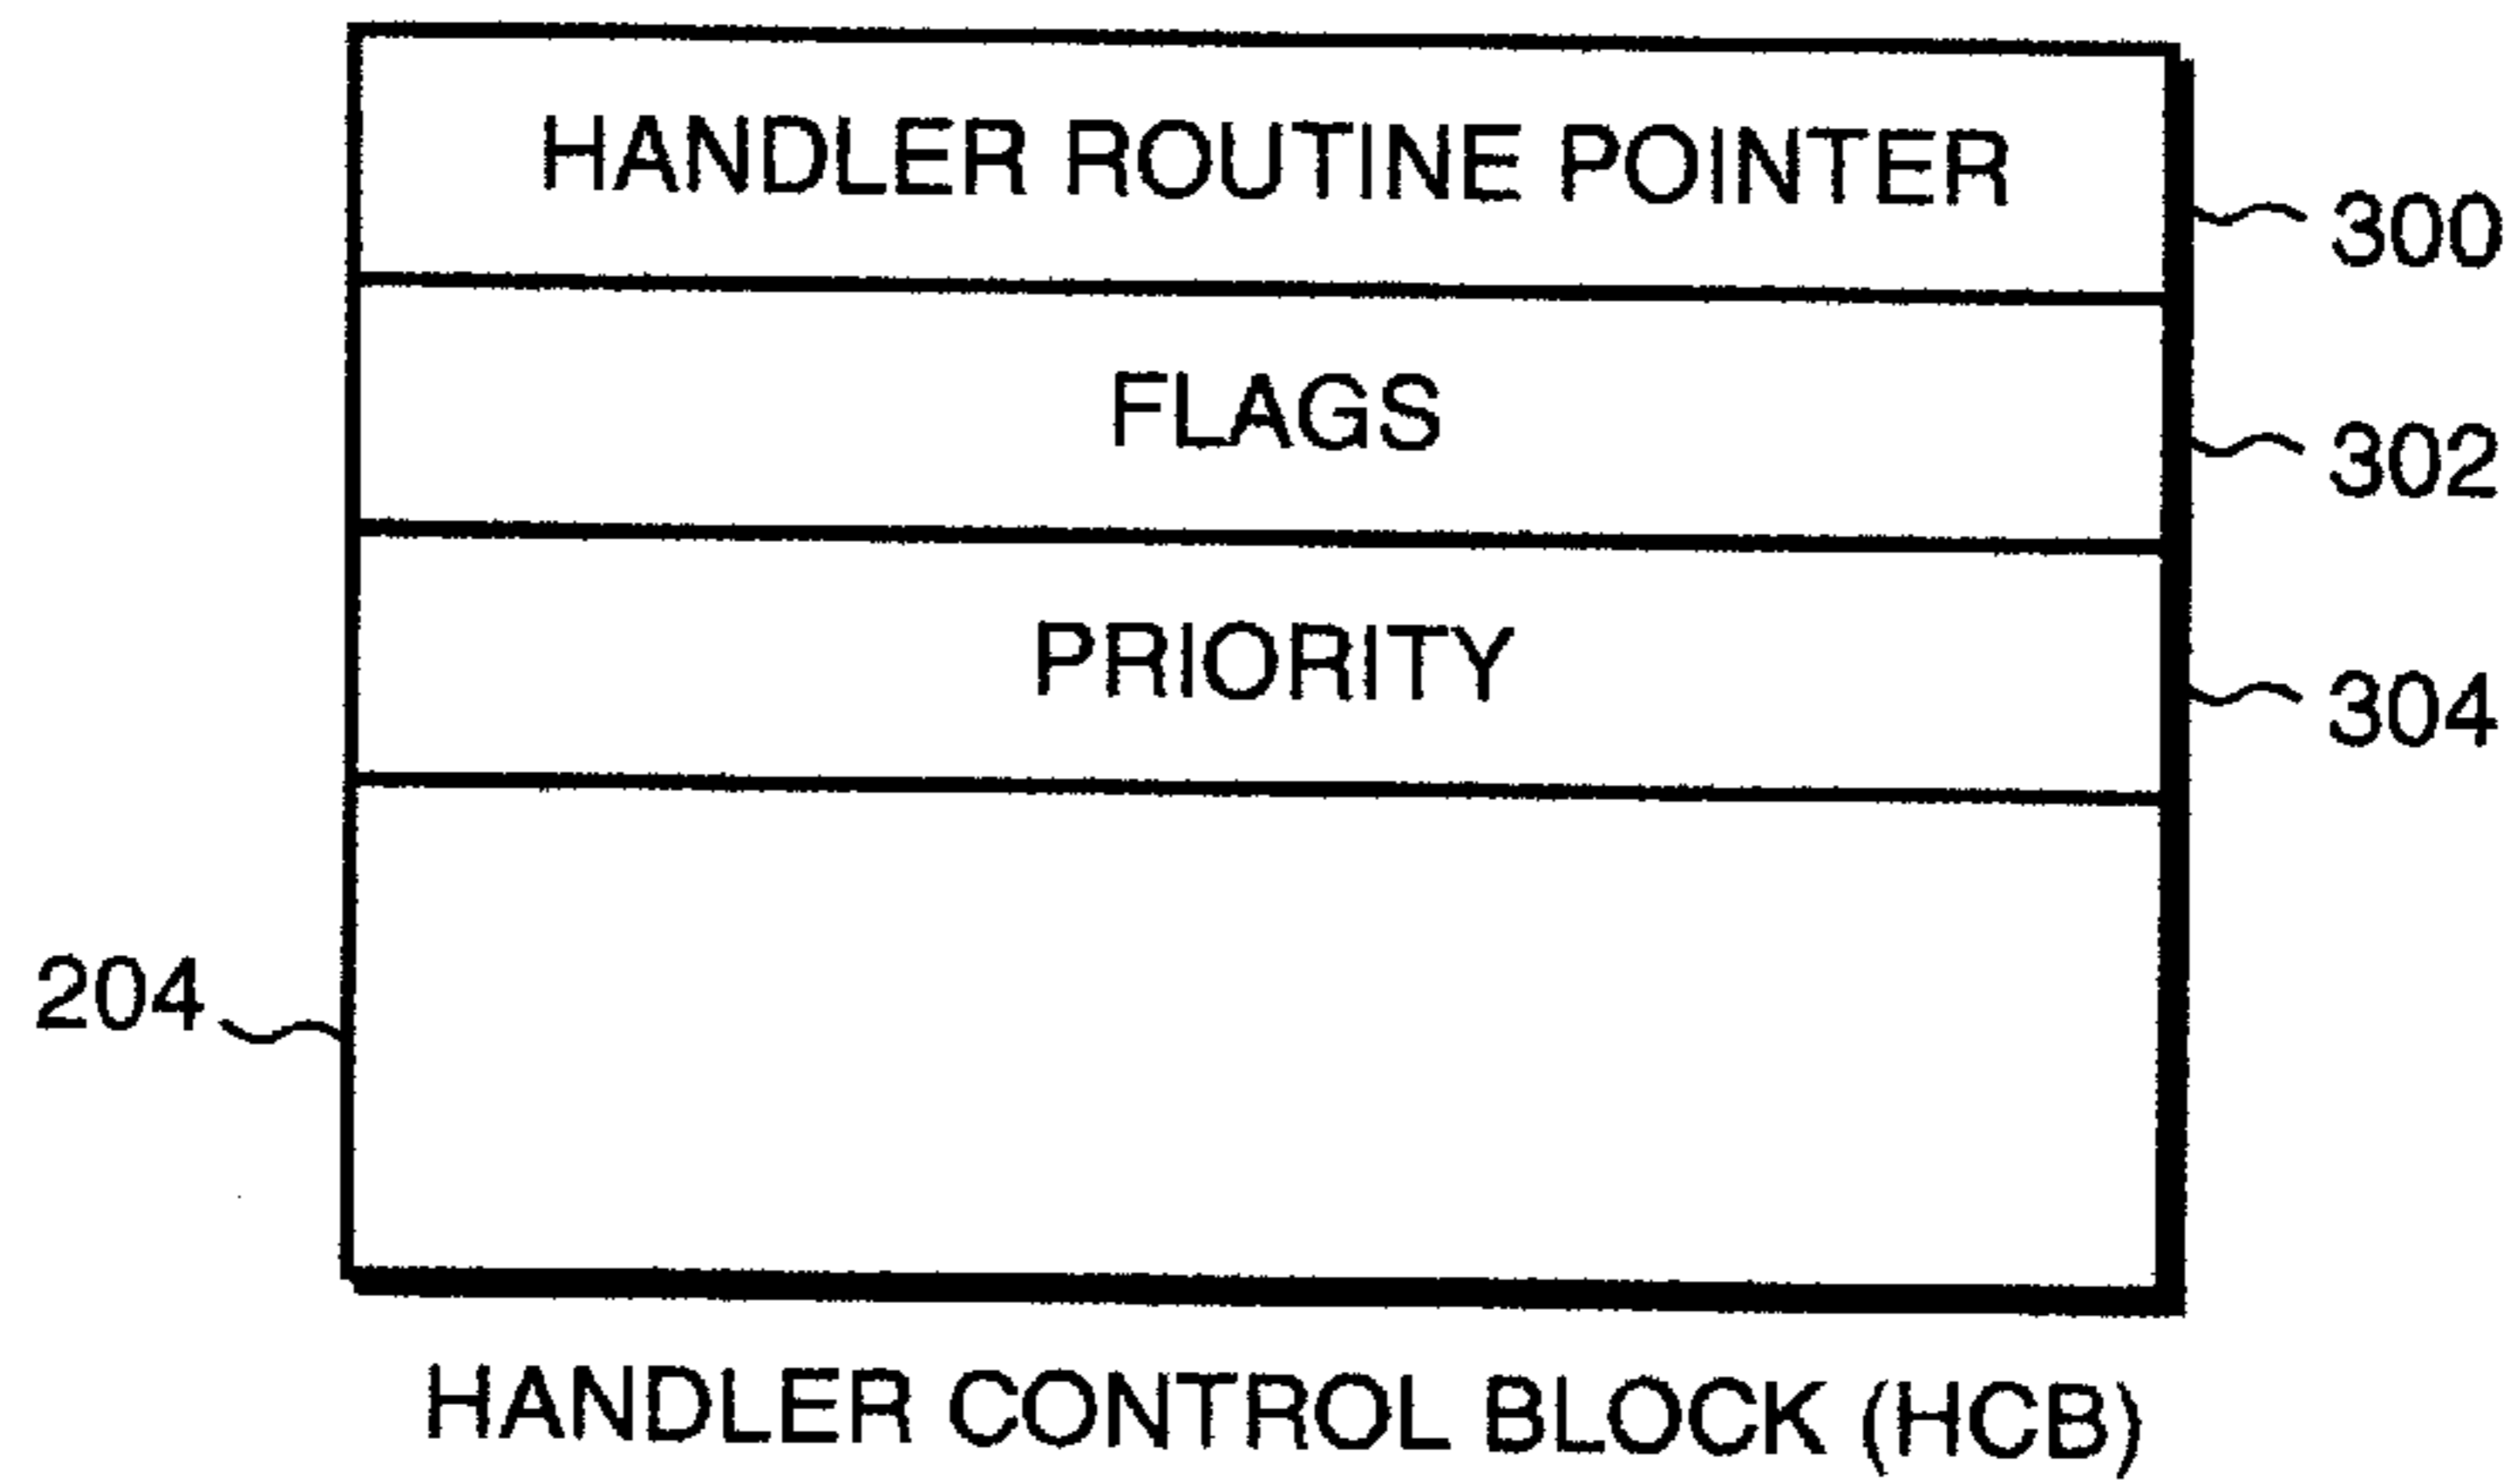 HANDLER ROUTINE POINTER
300
FLAGS
302
PRIORITY
304
204
HANDLER CONTROL BLOCK (HCB)